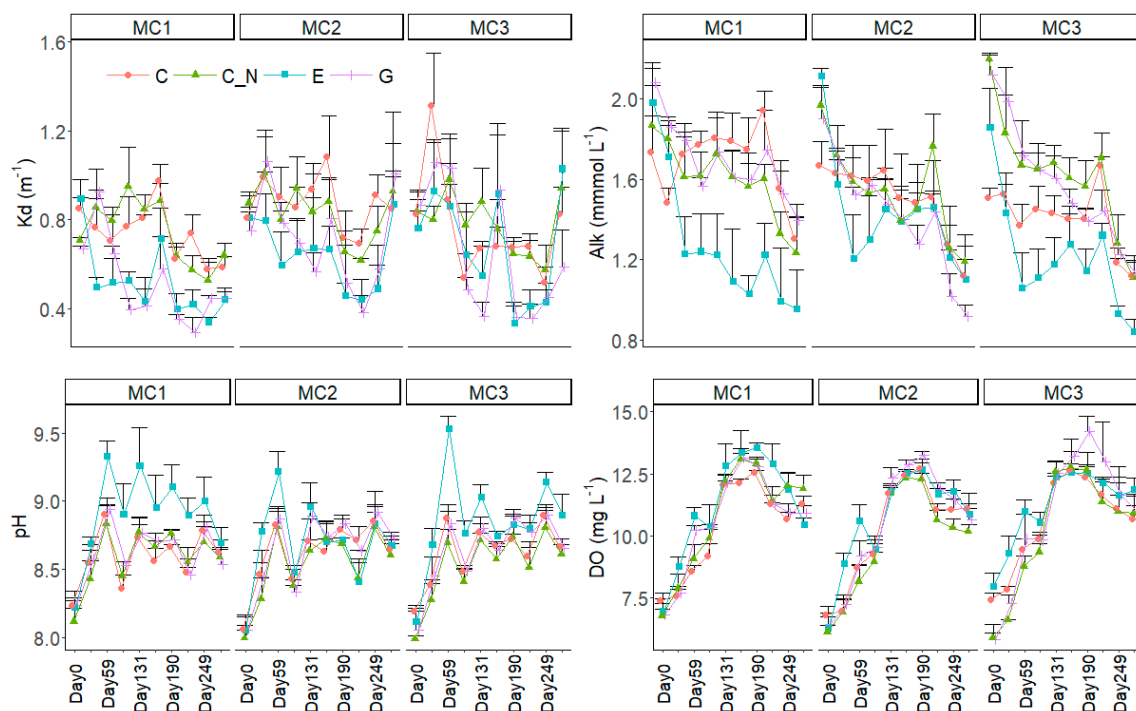 MC1 MC2 MC3
MC1 MC2 MC3
1.6
1.2
0.8
0.4
Kd (m⁻¹)
C C_N E G
2.0
1.6
1.2
0.8
Alk (mmmol L⁻¹)
MC1 MC2 MC3
MC1 MC2 MC3
9.5
9.0
8.5
8.0
pH
15.0
12.5
10.0
7.5
DO (mg L⁻¹)
Day0 Day59 Day131 Day190 Day249 Day0 Day59 Day131 Day190 Day249 Day0 Day59 Day131 Day190 Day249
Day0 Day59 Day131 Day190 Day249 Day0 Day59 Day131 Day190 Day249 Day0 Day59 Day131 Day190 Day249